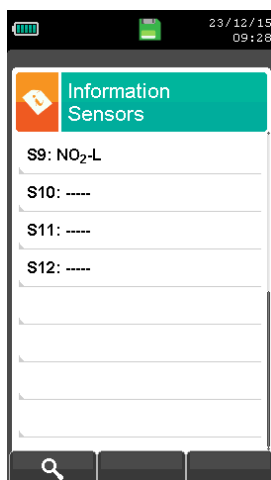 23/12/15
09:28
Information
Sensors
S9: NO₂-L
S10: -----
S11: -----
S12: -----